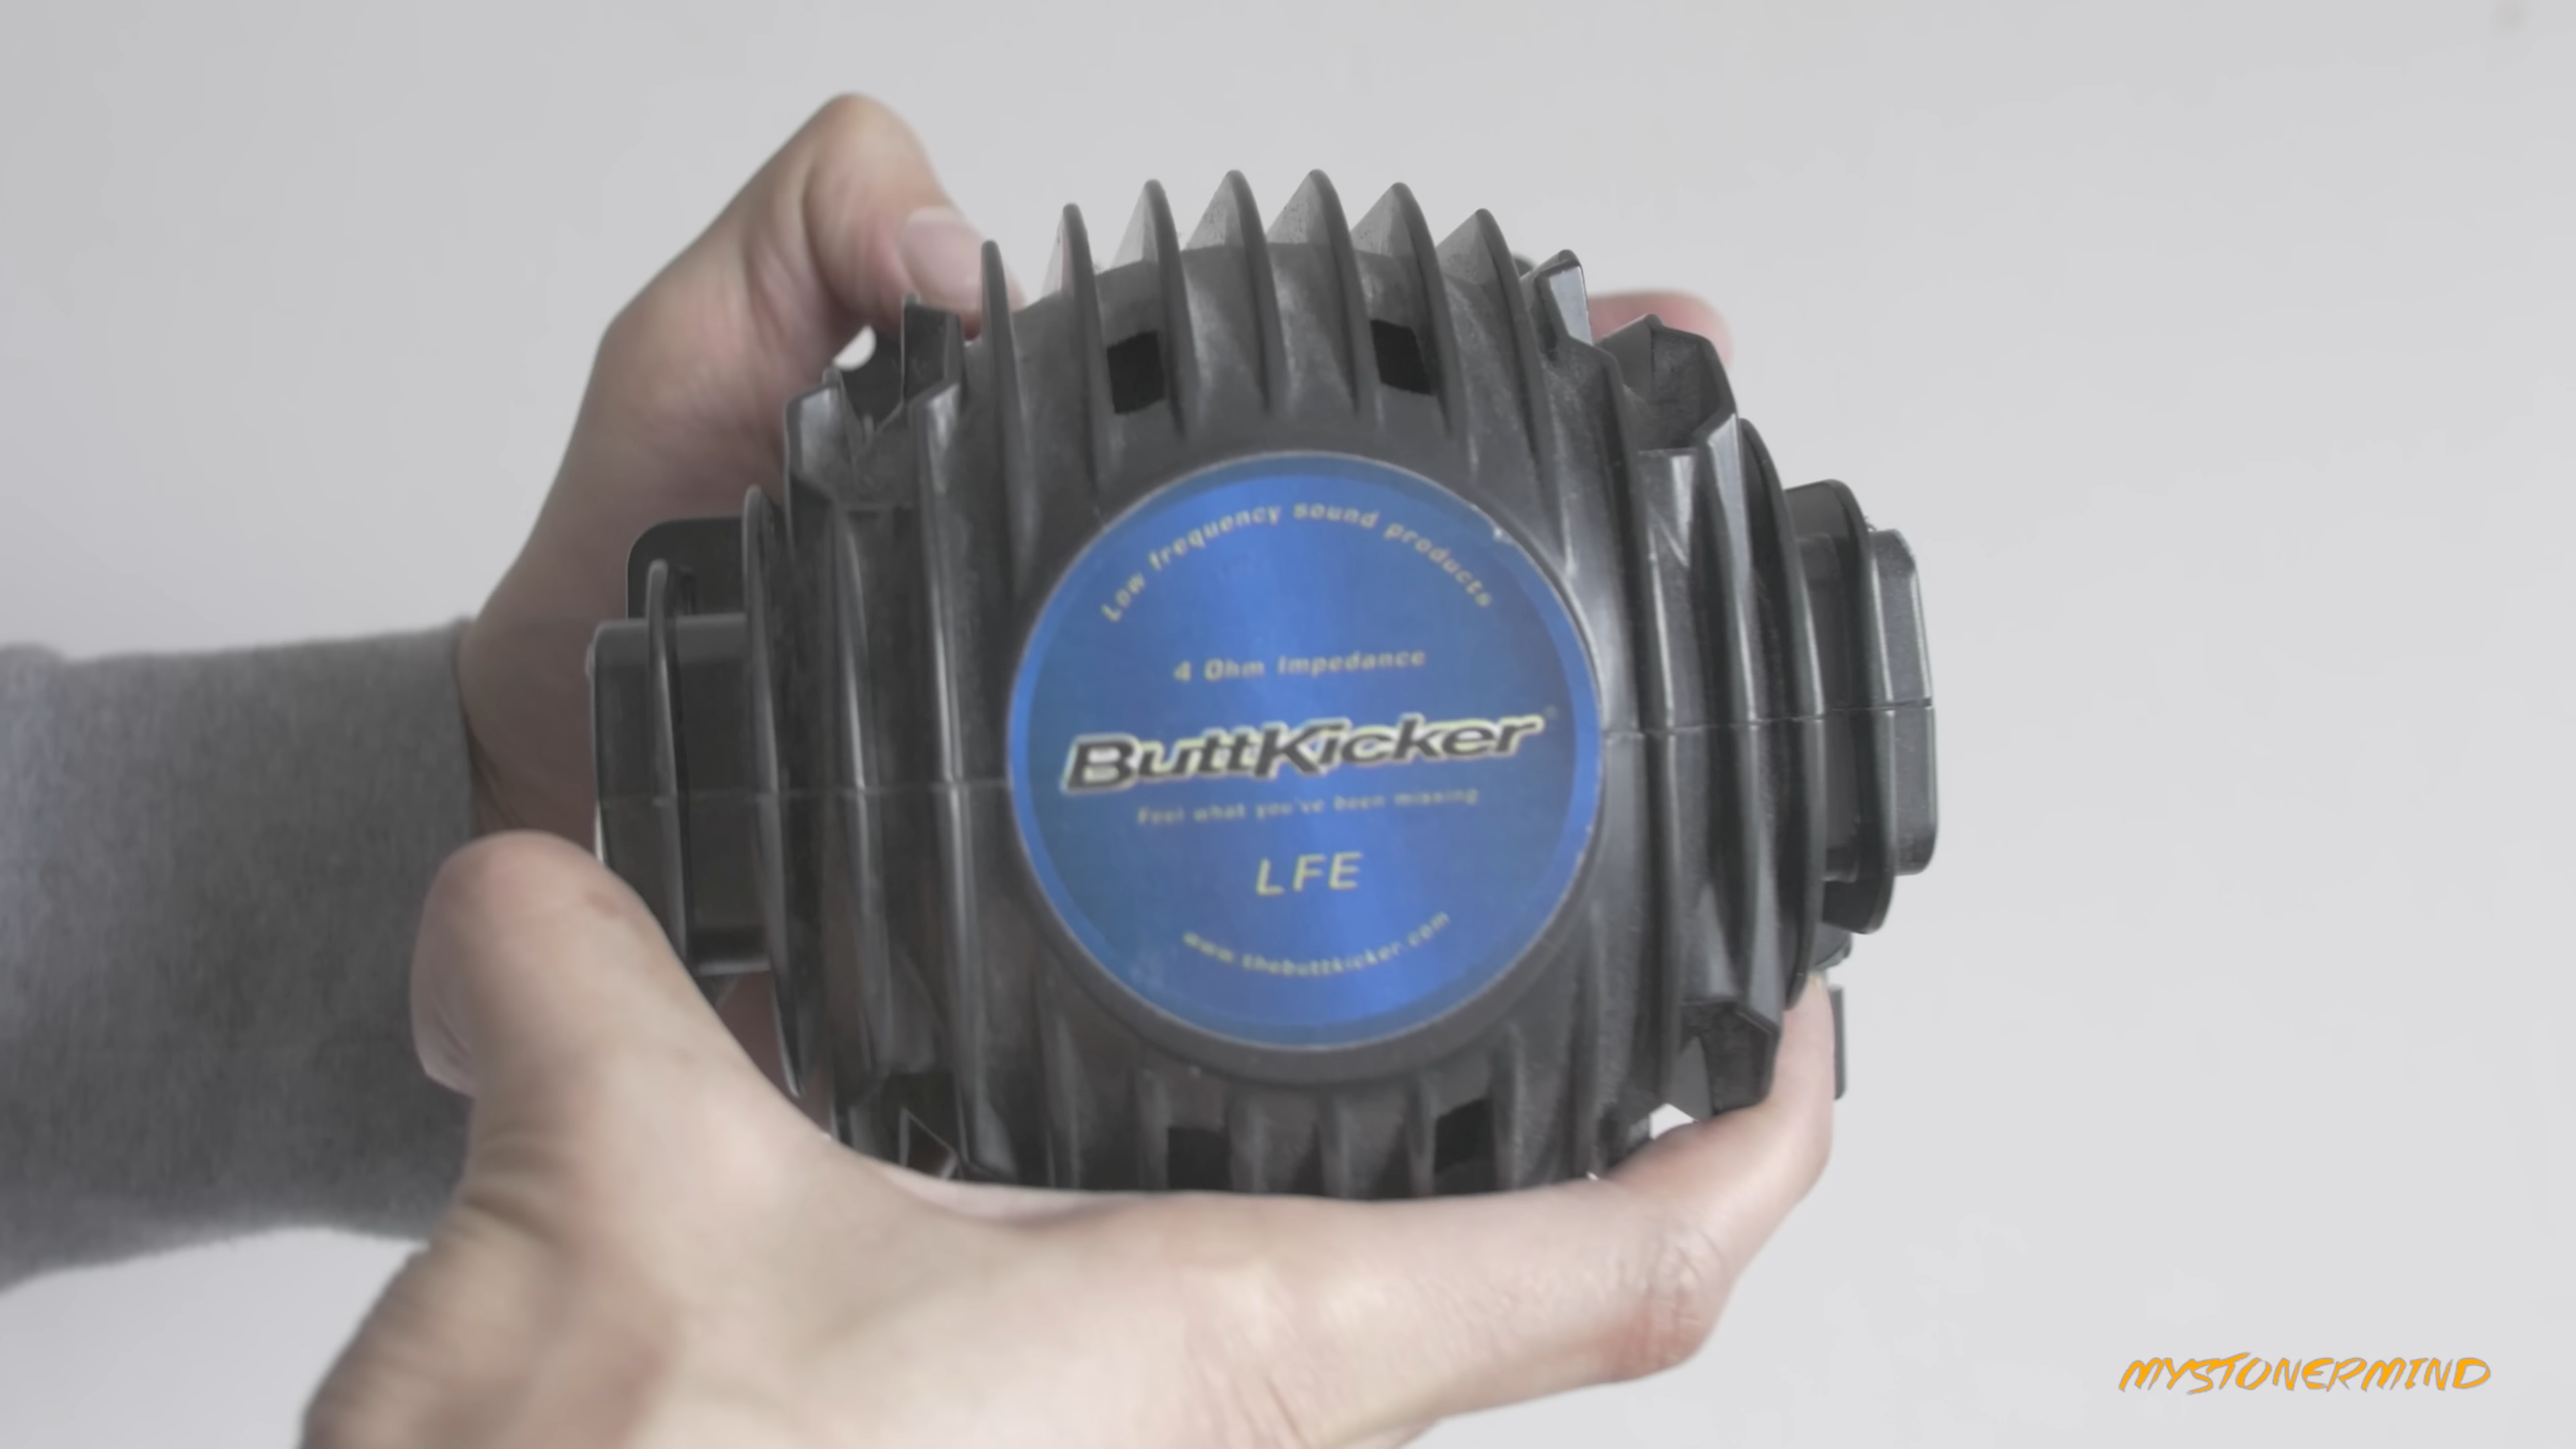 Low frequency sound products
4 Ohm Impedance
ButtKicker®
Feel what you've been missing
LFE
www.thebuttkicker.com
MYSTONERMIND